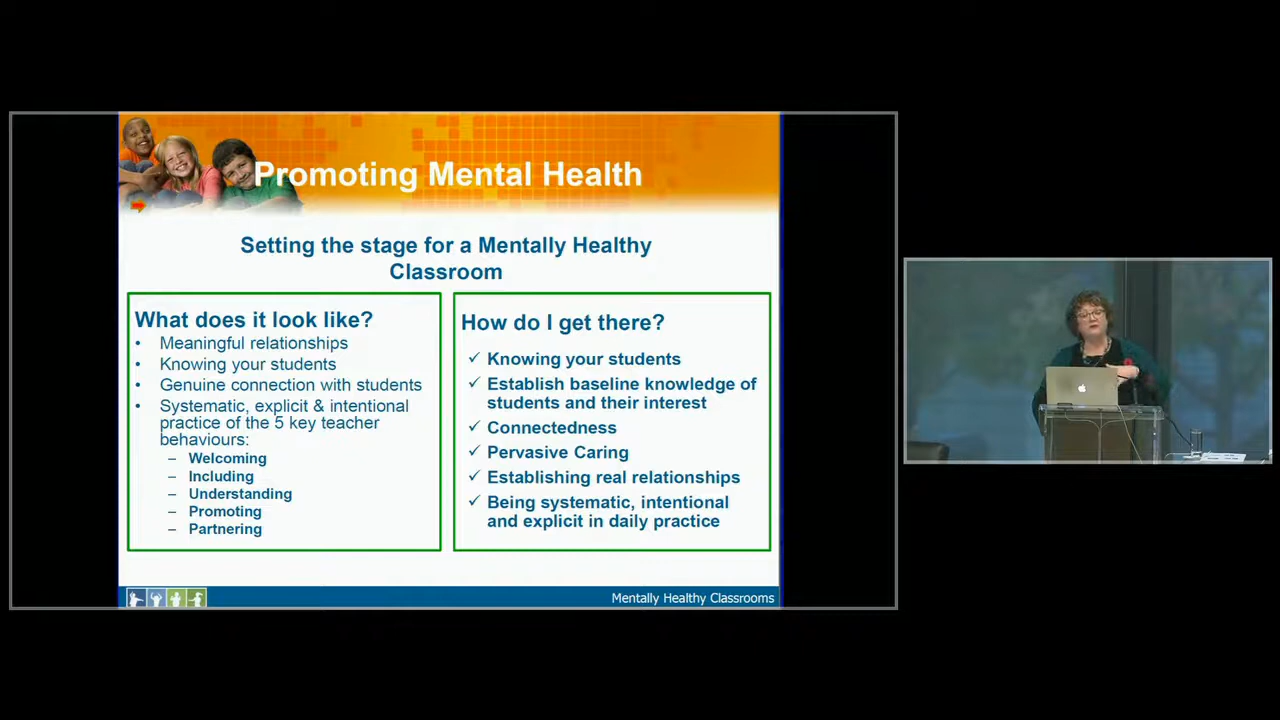 Promoting Mental Health
Setting the stage for a Mentally Healthy
Classroom
What does it look like?
• Meaningful relationships
• Knowing your students
• Genuine connection with students
• Systematic, explicit & intentional
practice of the 5 key teacher
behaviours:
– Welcoming
– Including
– Understanding
– Promoting
– Partnering
How do I get there?
✓ Knowing your students
✓ Establish baseline knowledge of
students and their interest
✓ Connectedness
✓ Pervasive Caring
✓ Establishing real relationships
✓ Being systematic, intentional
and explicit in daily practice
Mentally Healthy Classrooms